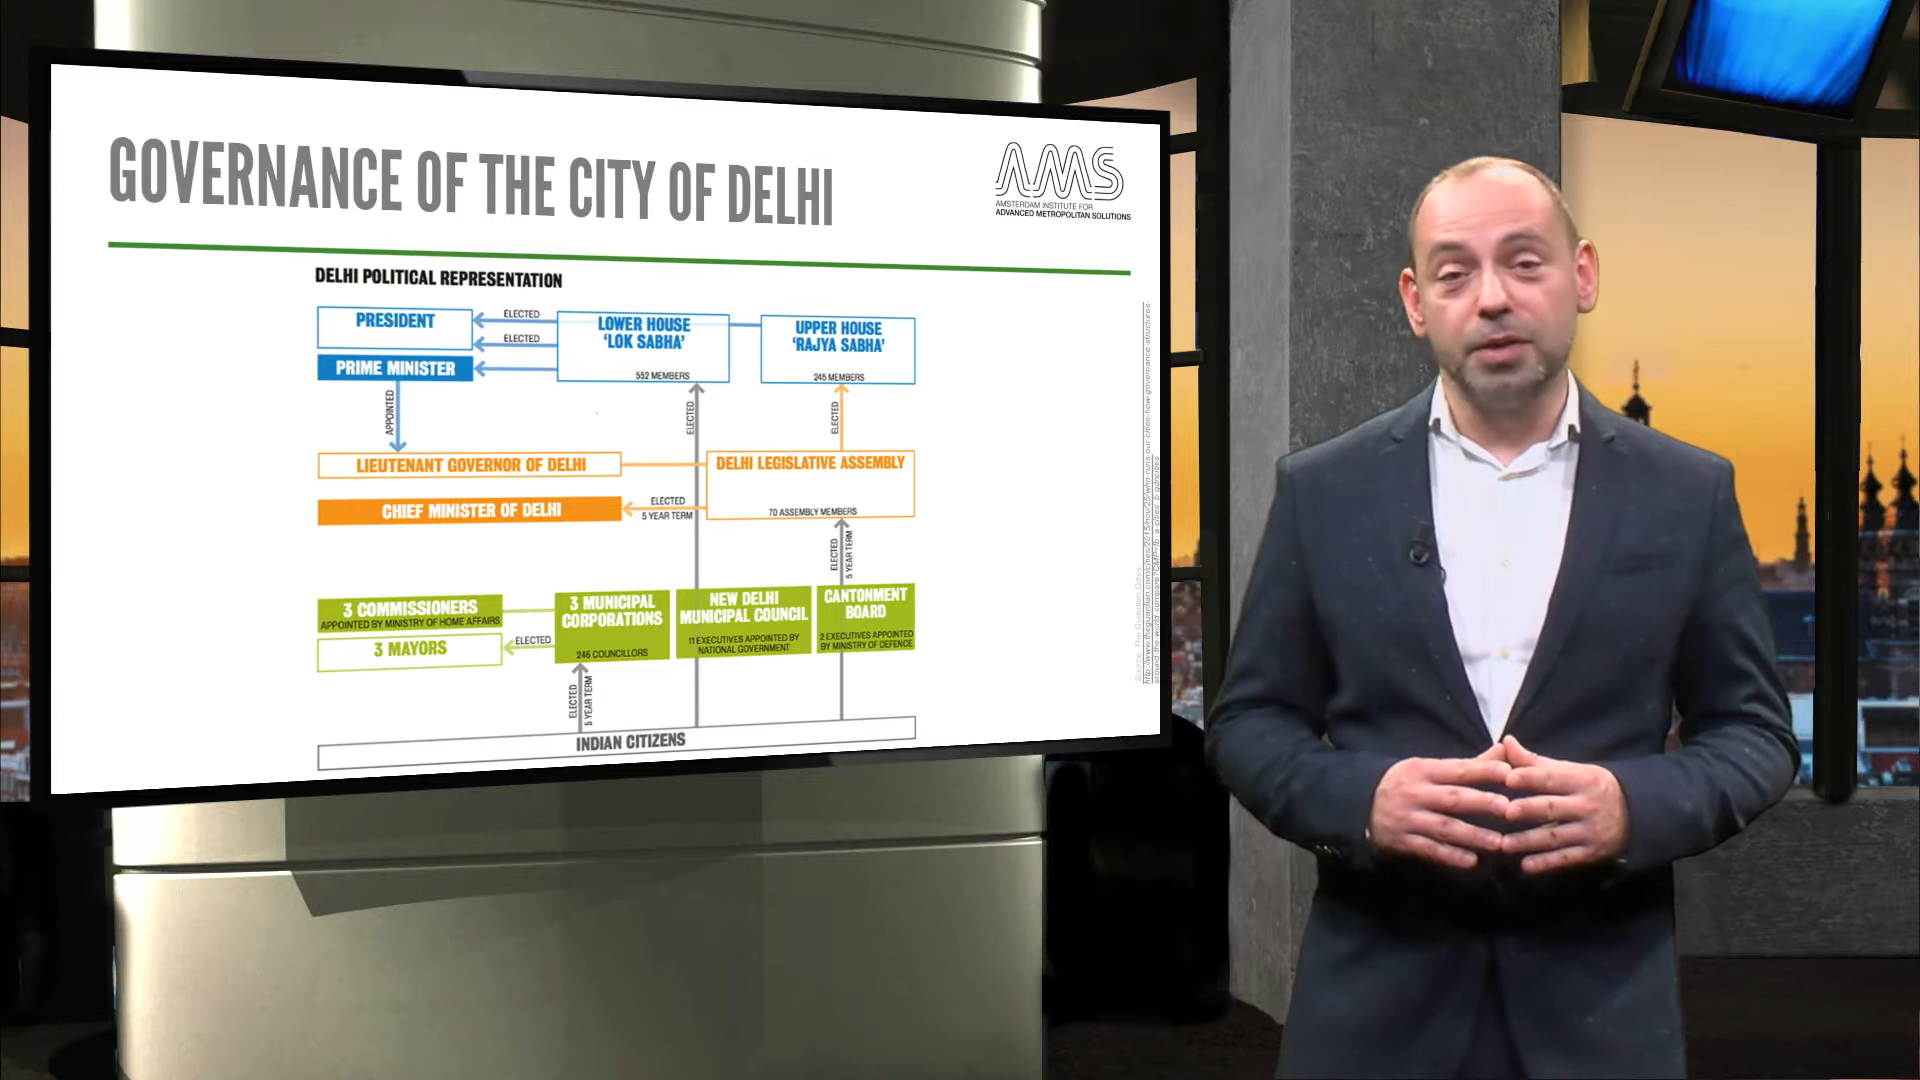 GOVERNANCE OF THE CITY OF DELHI
AMS
AMSTERDAM INSTITUTE FOR
ADVANCED METROPOLITAN SOLUTIONS
DELHI POLITICAL REPRESENTATION
PRESIDENT
ELECTED
ELECTED
PRIME MINISTER
LOWER HOUSE
'LOK SABHA'
552 MEMBERS
UPPER HOUSE
'RAJYA SABHA'
245 MEMBERS
APPOINTED
ELECTED
ELECTED
LIEUTENANT GOVERNOR OF DELHI
DELHI LEGISLATIVE ASSEMBLY
70 ASSEMBLY MEMBERS
CHIEF MINISTER OF DELHI
ELECTED
5 YEAR TERM
ELECTED
5 YEAR TERM
3 COMMISSIONERS
APPOINTED BY MINISTRY OF HOME AFFAIRS
3 MAYORS
ELECTED
3 MUNICIPAL
CORPORATIONS
246 COUNCILLORS
NEW DELHI
MUNICIPAL COUNCIL
11 EXECUTIVES APPOINTED BY
NATIONAL GOVERNMENT
CANTONMENT
BOARD
2 EXECUTIVES APPOINTED
BY MINISTRY OF DEFENCE
ELECTED
5 YEAR TERM
INDIAN CITIZENS
Source: The Guardian Cities